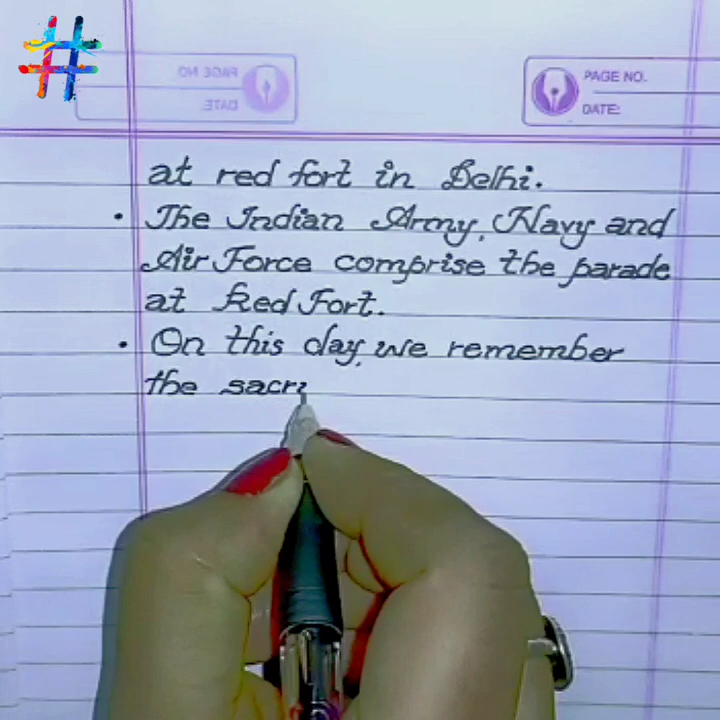 PAGE NO.
DATE:
at red fort in Delhi.
• The Indian Army, Navy and
Air Force comprise the parade
at Red Fort.
• On this day, we remember
the sacri